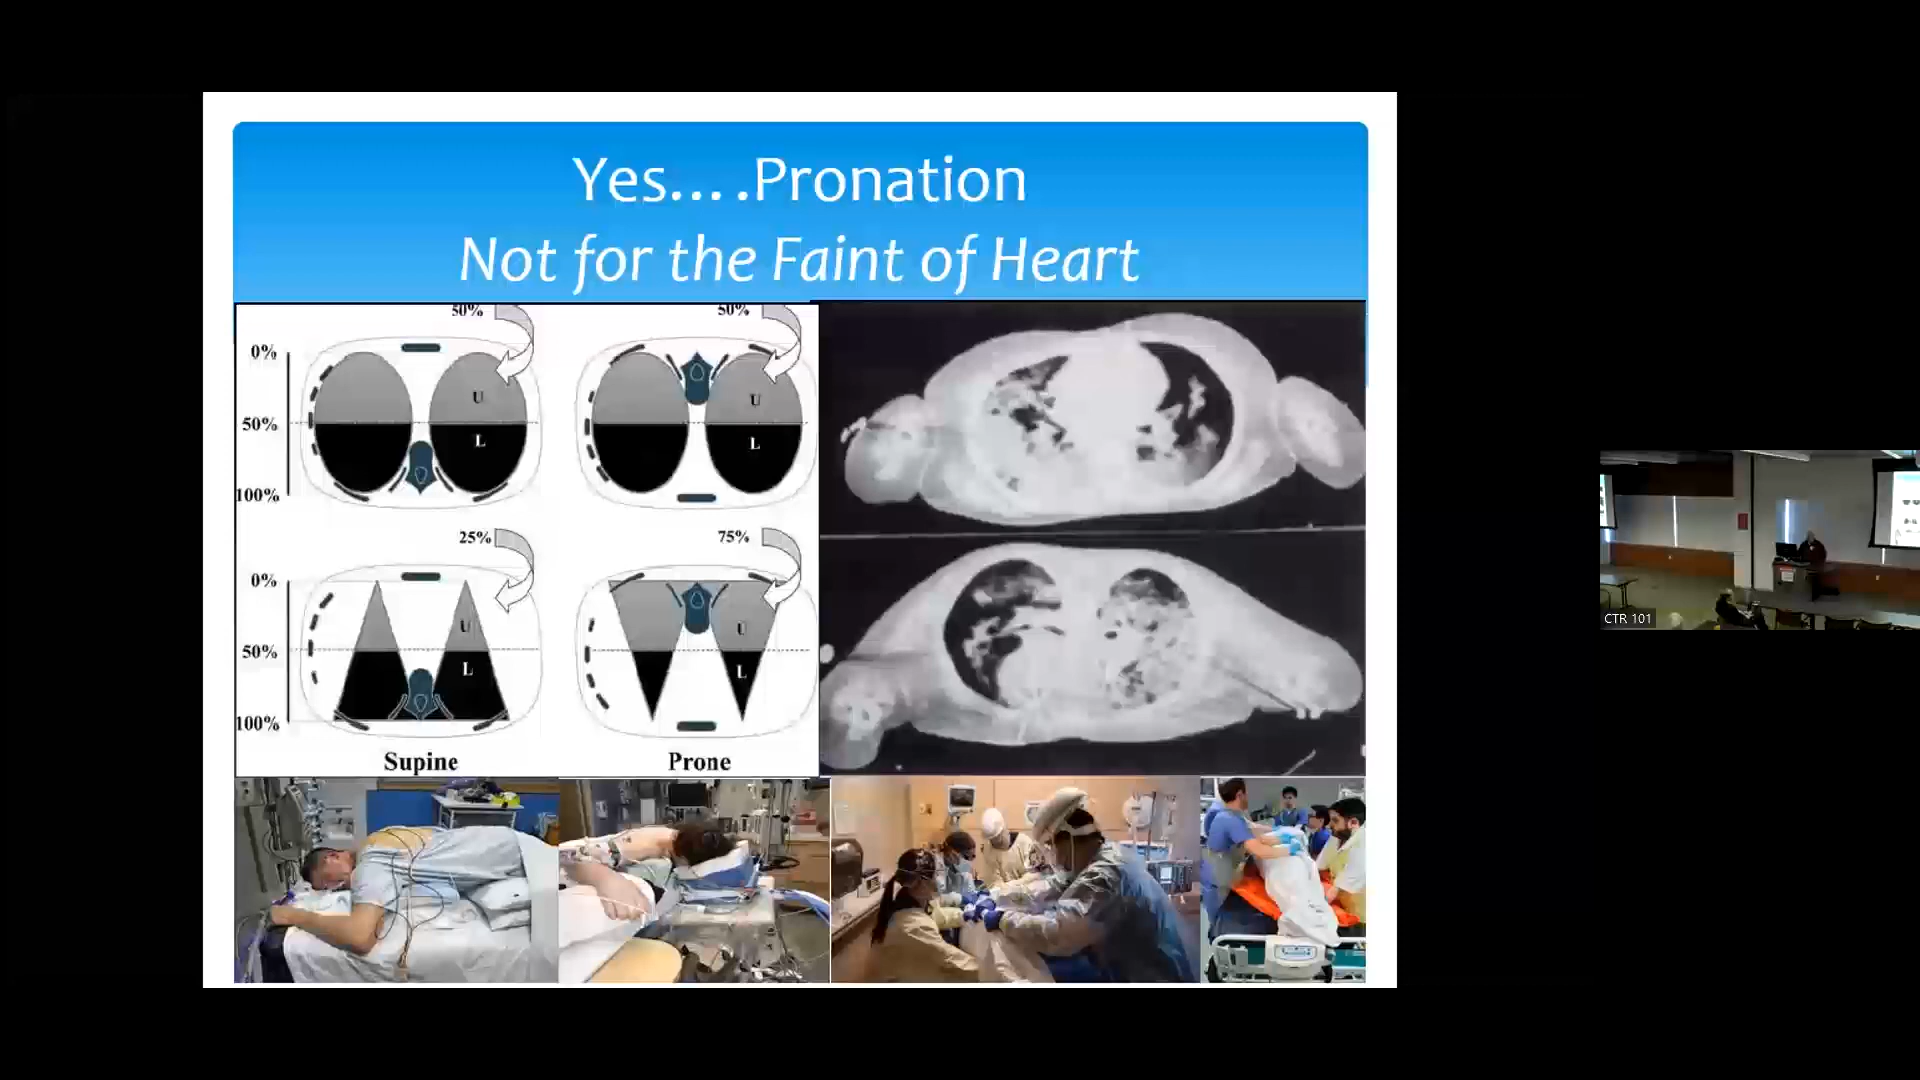 Yes....Pronation
Not for the Faint of Heart
50%
50%
0%
U
U
50%
L
L
100%
25%
75%
0%
U
U
50%
L
L
100%
Supine
Prone
CTR 101